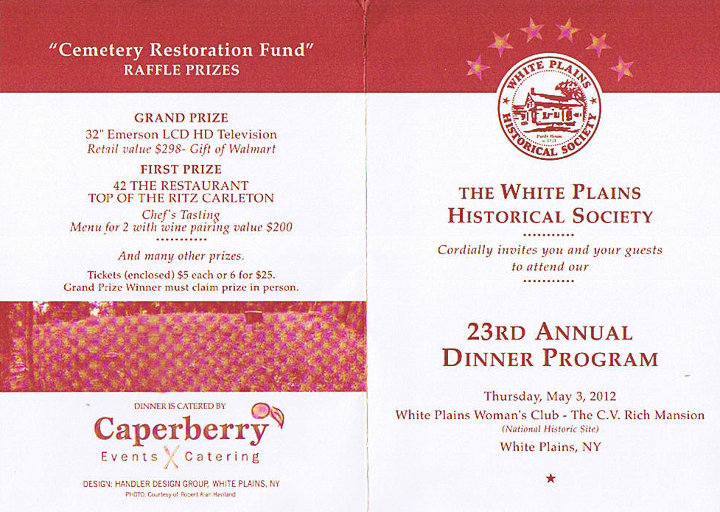 "Cemetery Restoration Fund"
RAFFLE PRIZES
GRAND PRIZE
32" Emerson LCD HD Television
Retail value $298- Gift of Walmart
FIRST PRIZE
42 THE RESTAURANT
TOP OF THE RITZ CARLETON
Chef's Tasting
Menu for 2 with wine pairing value $200
And many other prizes.
Tickets (enclosed) $5 each or 6 for $25.
Grand Prize Winner must claim prize in person.
DINNER IS CATERED BY
Caperberry
Events Catering
DESIGN: HANDLER DESIGN GROUP, WHITE PLAINS, NY
PHOTO: Courtesy of Robert Alan Haviland
WHITE PLAINS
HISTORICAL SOCIETY
Purdy House
THE WHITE PLAINS
HISTORICAL SOCIETY
Cordially invites you and your guests
to attend our
23RD ANNUAL
DINNER PROGRAM
Thursday, May 3, 2012
White Plains Woman's Club - The C.V. Rich Mansion
(National Historic Site)
White Plains, NY